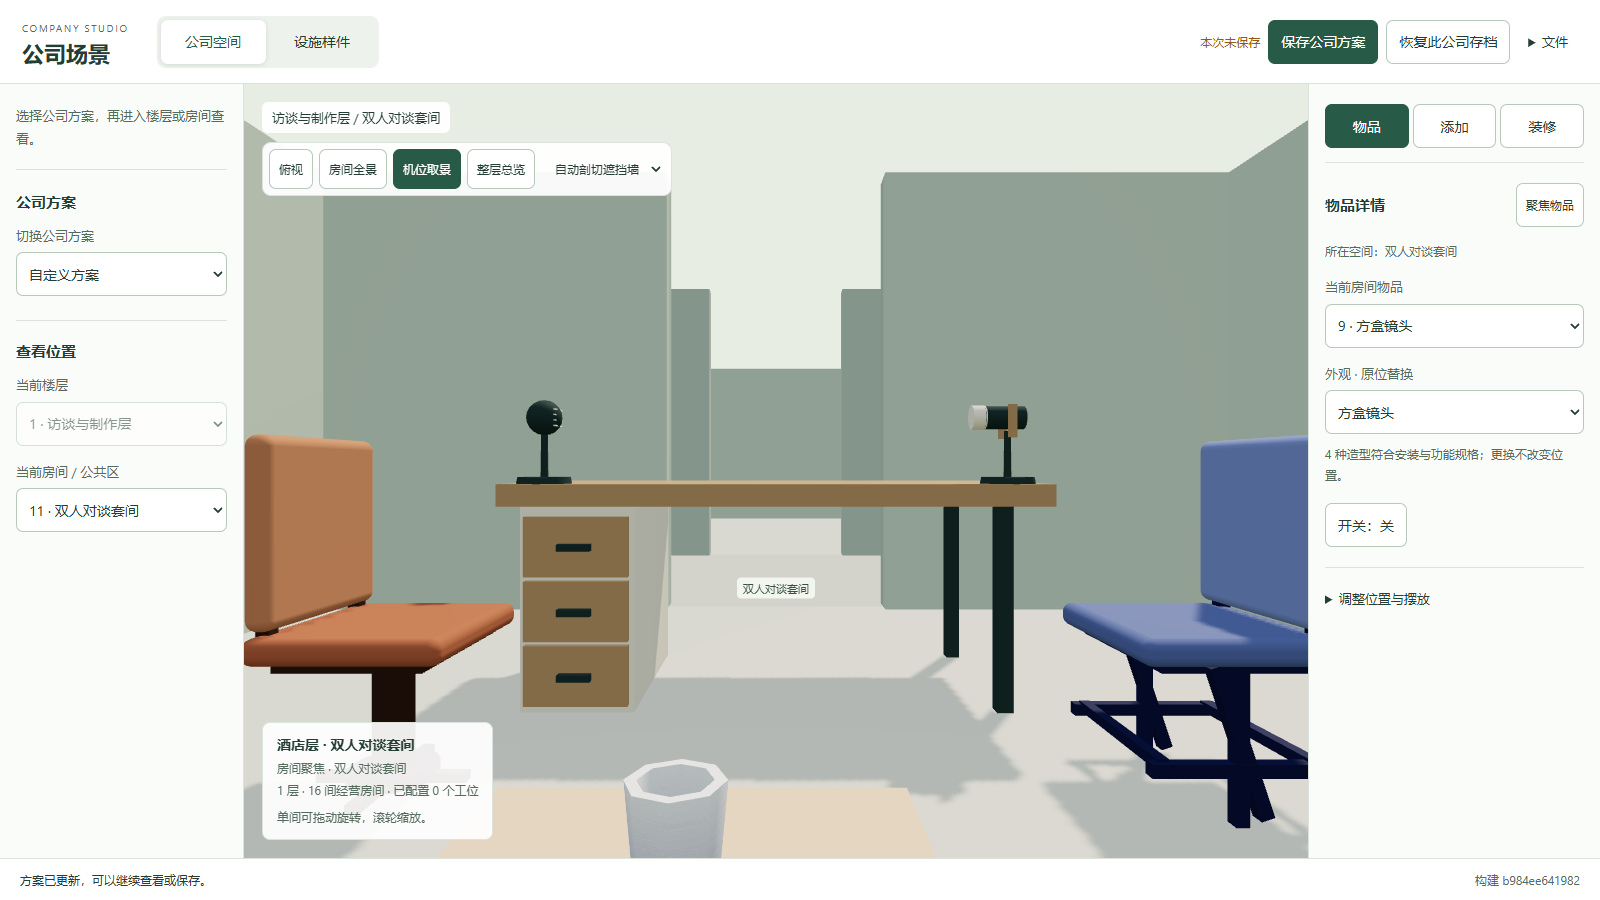 COMPANY STUDIO
公司场景
公司空间
设施样件
本次未保存
保存公司方案
恢复此公司存档
▶ 文件
选择公司方案，再进入楼层或房间查
看。
公司方案
切换公司方案
自定义方案
查看位置
当前楼层
1 · 访谈与制作层
当前房间 / 公共区
11 · 双人对谈套间
访谈与制作层 / 双人对谈套间
俯视
房间全景
机位取景
整层总览
自动剖切遮挡墙
双人对谈套间
酒店层 · 双人对谈套间
房间聚焦 · 双人对谈套间
1 层 · 16 间经营房间 · 已配置 0 个工位
单间可拖动旋转，滚轮缩放。
物品
添加
装修
物品详情
聚焦物品
所在空间：双人对谈套间
当前房间物品
9 · 方盒镜头
外观 · 原位替换
方盒镜头
4 种造型符合安装与功能规格；更换不改变位
置。
开关：关
▶ 调整位置与摆放
方案已更新，可以继续查看或保存。
构建 b984ee641982